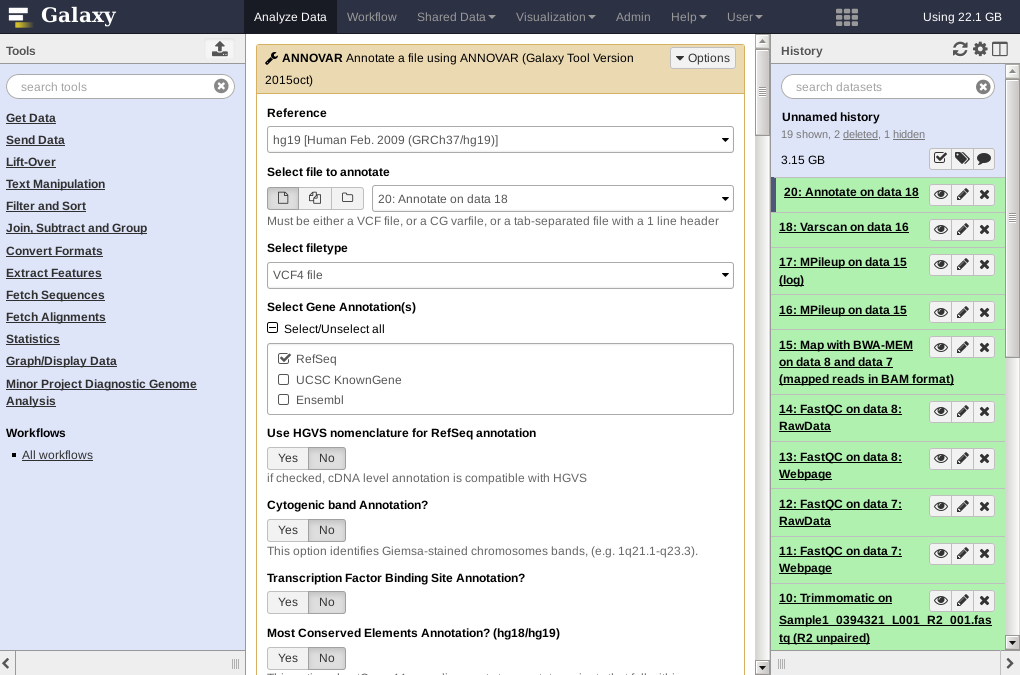 Galaxy
Analyze Data
Workflow
Shared Data
Visualization
Admin
Help
User
Using 22.1 GB
Tools
search tools
Get Data
Send Data
Lift-Over
Text Manipulation
Filter and Sort
Join, Subtract and Group
Convert Formats
Extract Features
Fetch Sequences
Fetch Alignments
Statistics
Graph/Display Data
Minor Project Diagnostic Genome
Analysis
Workflows
All workflows
ANNOVAR Annotate a file using ANNOVAR (Galaxy Tool Version
2015oct)
Options
Reference
hg19 [Human Feb. 2009 (GRCh37/hg19)]
Select file to annotate
20: Annotate on data 18
Must be either a VCF file, or a CG varfile, or a tab-separated file with a 1 line header
Select filetype
VCF4 file
Select Gene Annotation(s)
Select/Unselect all
RefSeq
UCSC KnownGene
Ensembl
Use HGVS nomenclature for RefSeq annotation
Yes No
if checked, cDNA level annotation is compatible with HGVS
Cytogenic band Annotation?
Yes No
This option identifies Giemsa-stained chromosomes bands, (e.g. 1q21.1-q23.3).
Transcription Factor Binding Site Annotation?
Yes No
Most Conserved Elements Annotation? (hg18/hg19)
Yes No
History
search datasets
Unnamed history
19 shown, 2 deleted, 1 hidden
3.15 GB
20: Annotate on data 18
18: Varscan on data 16
17: MPileup on data 15
(log)
16: MPileup on data 15
15: Map with BWA-MEM
on data 8 and data 7
(mapped reads in BAM format)
14: FastQC on data 8:
RawData
13: FastQC on data 8:
Webpage
12: FastQC on data 7:
RawData
11: FastQC on data 7:
Webpage
10: Trimmomatic on
Sample1_0394321_L001_R2_001.fas
tq (R2 unpaired)